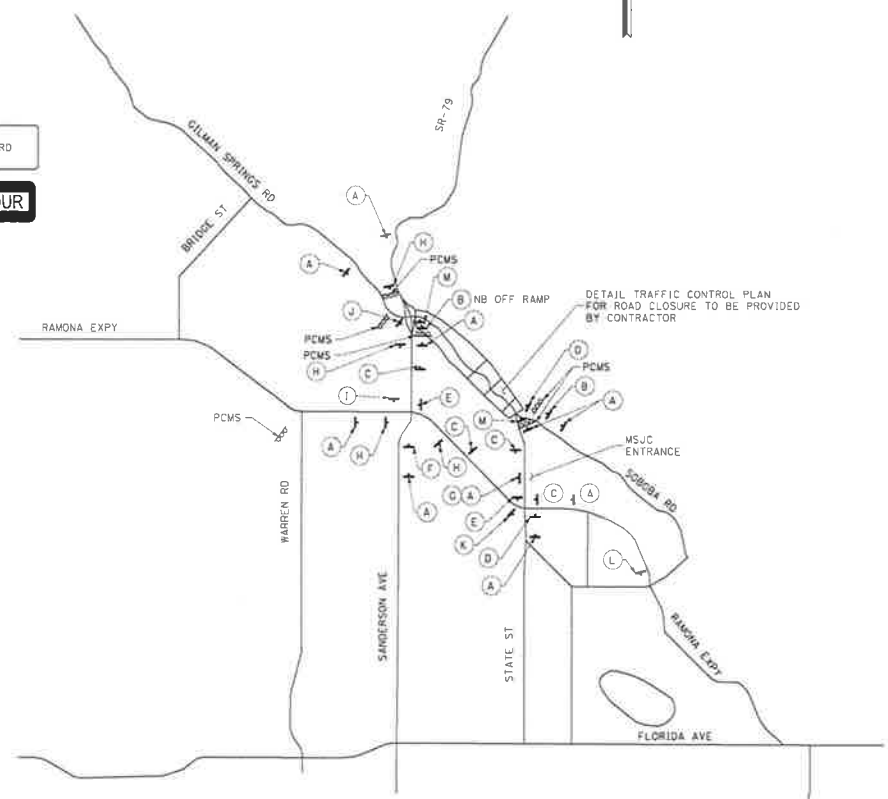 RD
OUR
GILMAN SPRINGS RD
SR-79
BRIDGE ST
A
H
PCMS
A
M
B NB OFF RAMP
DETAIL TRAFFIC CONTROL PLAN
FOR ROAD CLOSURE TO BE PROVIDED
BY CONTRACTOR
RAMONA EXPY
J
A
PCMS
PCMS
H
D
PCMS
C
B
I
E
A
M
PCMS
C
C
MSJC
ENTRANCE
A
H
F
H
G A
C
A
SOBOBA RD
A
E
K
WARREN RD
D
A
L
SANDERSON AVE
STATE ST
RAMONA EXPY
FLORIDA AVE